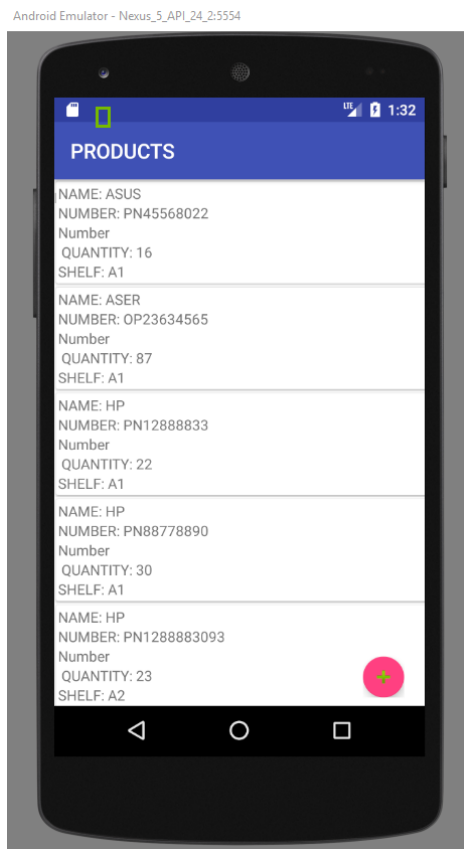 Android Emulator - Nexus_5_API_24_2:5554
LTE 1:32
PRODUCTS
NAME: ASUS
NUMBER: PN45568022
Number
QUANTITY: 16
SHELF: A1
NAME: ASER
NUMBER: OP23634565
Number
QUANTITY: 87
SHELF: A1
NAME: HP
NUMBER: PN12888833
Number
QUANTITY: 22
SHELF: A1
NAME: HP
NUMBER: PN88778890
Number
QUANTITY: 30
SHELF: A1
NAME: HP
NUMBER: PN1288883093
Number
QUANTITY: 23
SHELF: A2
+